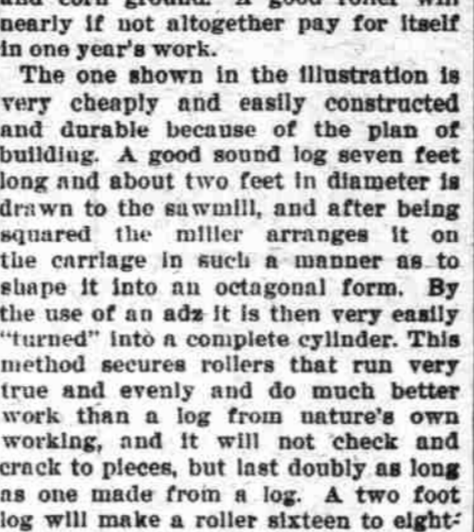 and corn ground. A good roller will
nearly if not altogether pay for itself
in one year's work.
The one shown in the illustration is
very cheaply and easily constructed
and durable because of the plan of
building. A good sound log seven feet
long and about two feet in diameter is
drawn to the sawmill, and after being
squared the miller arranges it on
the carriage in such a manner as to
shape it into an octagonal form. By
the use of an adz it is then very easily
“turned” into a complete cylinder. This
method secures rollers that run very
true and evenly and do much better
work than a log from nature's own
working, and it will not check and
crack to pieces, but last doubly as long
as one made from a log. A two foot
log will make a roller sixteen to eight-